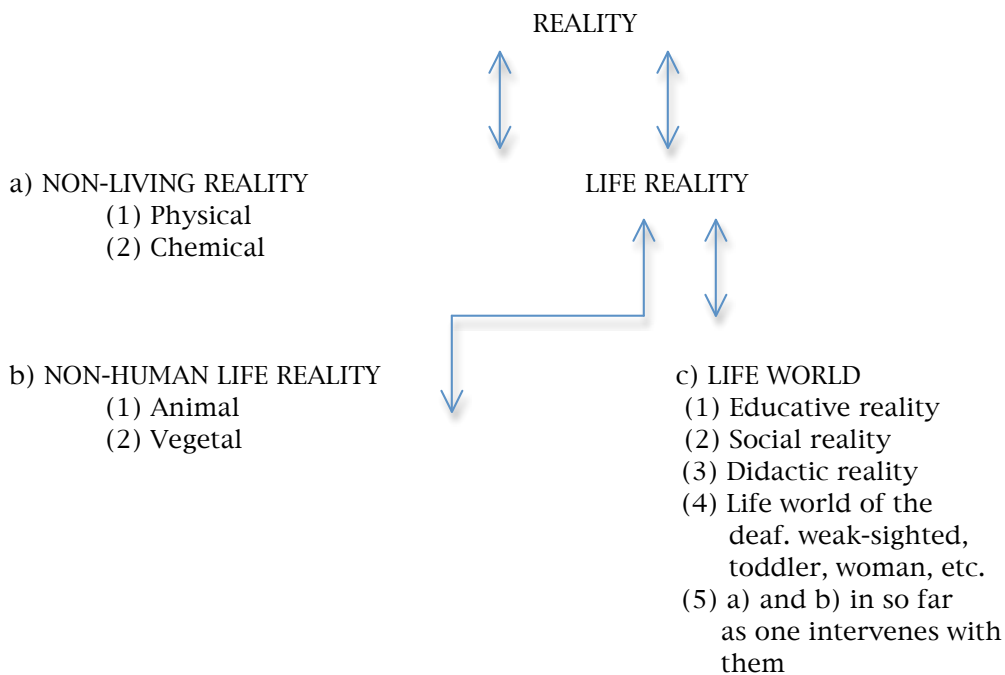 REALITY
a) NON-LIVING REALITY
(1) Physical
(2) Chemical
LIFE REALITY
b) NON-HUMAN LIFE REALITY
(1) Animal
(2) Vegetal
c) LIFE WORLD
(1) Educative reality
(2) Social reality
(3) Didactic reality
(4) Life world of the
deaf. weak-sighted,
toddler, woman, etc.
(5) a) and b) in so far
as one intervenes with
them